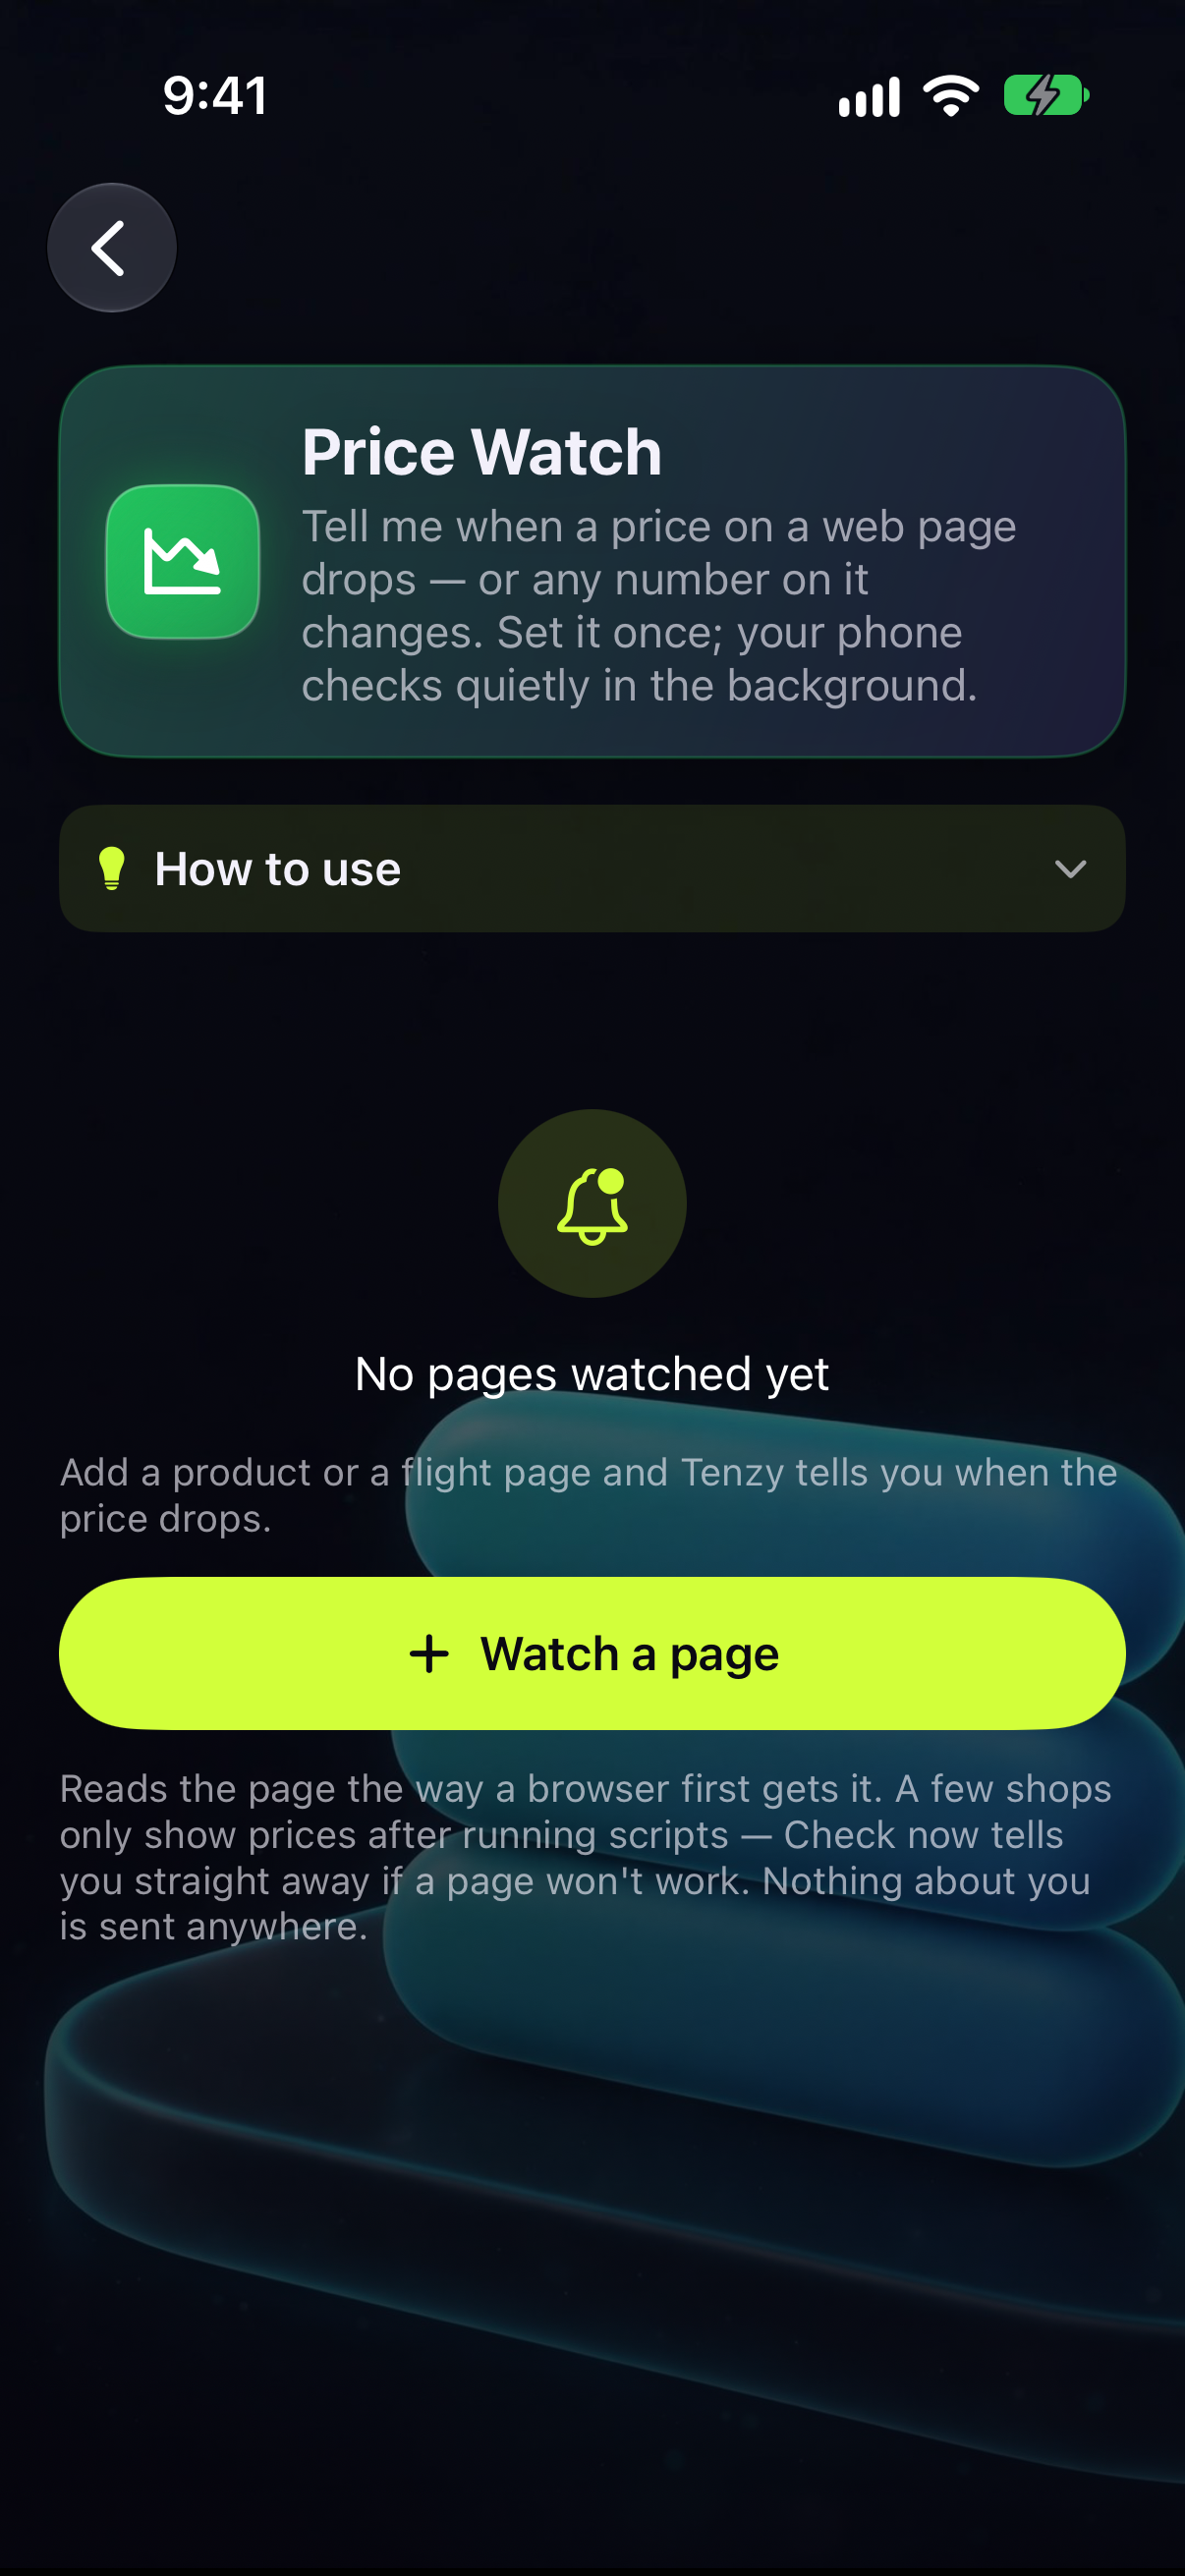 9:41
Price Watch
Tell me when a price on a web page
drops — or any number on it
changes. Set it once; your phone
checks quietly in the background.
How to use
No pages watched yet
Add a product or a flight page and Tenzy tells you when the
price drops.
+ Watch a page
Reads the page the way a browser first gets it. A few shops
only show prices after running scripts — Check now tells
you straight away if a page won't work. Nothing about you
is sent anywhere.